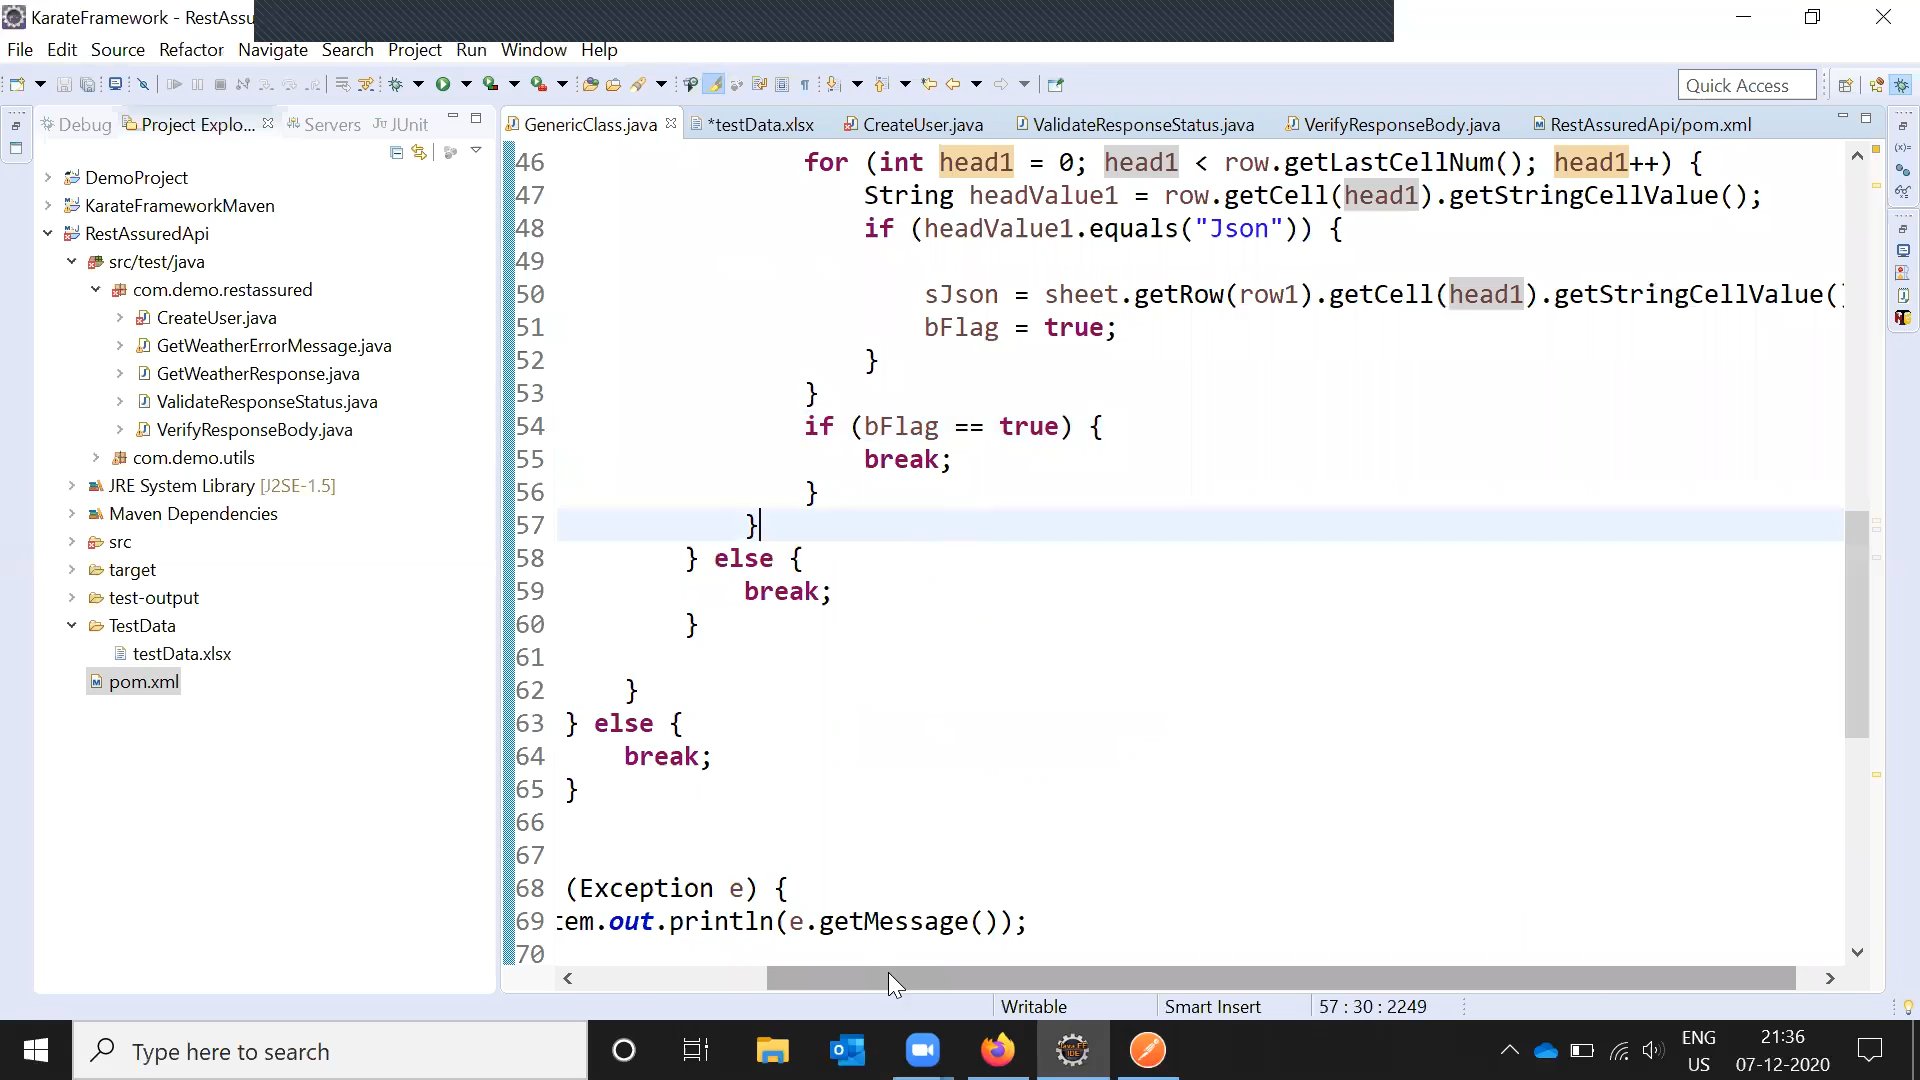 KarateFramework - RestAssu
File Edit Source Refactor Navigate Search Project Run Window Help
Quick Access
Debug Project Explo... Servers JUnit
GenericClass.java *testData.xlsx CreateUser.java ValidateResponseStatus.java VerifyResponseBody.java RestAssuredApi/pom.xml
DemoProject
KarateFrameworkMaven
RestAssuredApi
src/test/java
com.demo.restassured
CreateUser.java
GetWeatherErrorMessage.java
GetWeatherResponse.java
ValidateResponseStatus.java
VerifyResponseBody.java
com.demo.utils
JRE System Library [J2SE-1.5]
Maven Dependencies
src
target
test-output
TestData
testData.xlsx
pom.xml
46 for (int head1 = 0; head1 < row.getLastCellNum(); head1++) {
47 String headValue1 = row.getCell(head1).getStringCellValue();
48 if (headValue1.equals("Json")) {
49
50 sJson = sheet.getRow(row1).getCell(head1).getStringCellValue()
51 bFlag = true;
52 }
53 }
54 if (bFlag == true) {
55 break;
56 }
57 }
58 } else {
59 break;
60 }
61
62 }
63 } else {
64 break;
65 }
66
67
68 (Exception e) {
69 tem.out.println(e.getMessage());
70
Writable Smart Insert 57 : 30 : 2249
Type here to search
ENG
US
21:36
07-12-2020